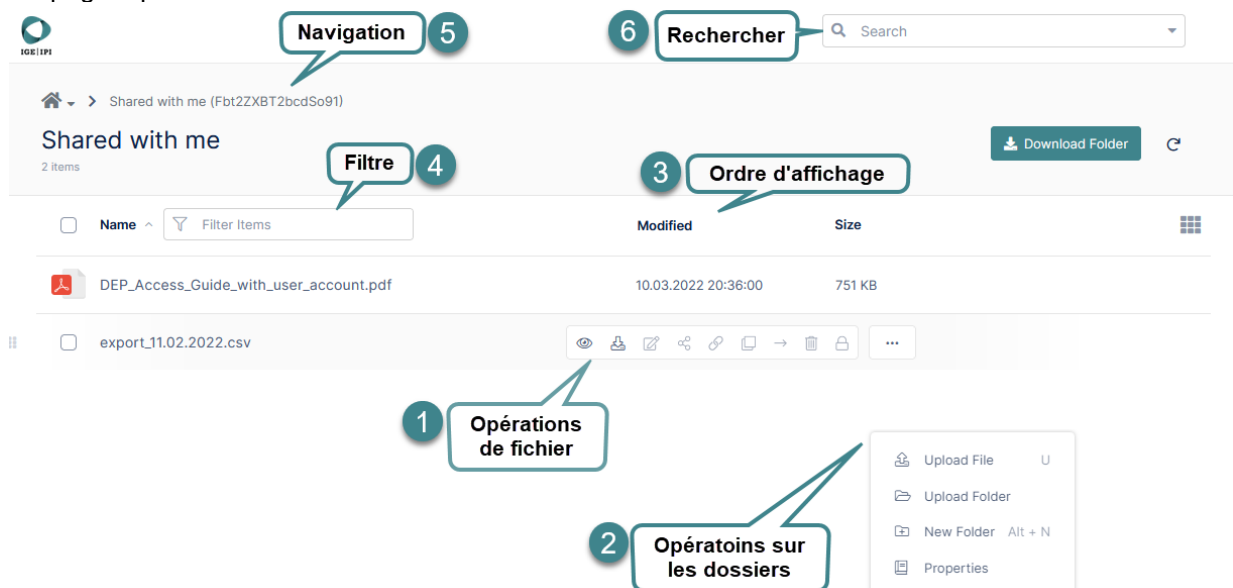 IGE|IPI
Navigation 5
6 Rechercher
Search
Shared with me (Fbt2ZXBT2bcdSo91)
Shared with me
2 items
Download Folder
Filtre 4
3 Ordre d'affichage
Name
Filter Items
Modified
Size
DEP_Access_Guide_with_user_account.pdf
10.03.2022 20:36:00
751 KB
export_11.02.2022.csv
1 Opérations
de fichier
Upload File U
Upload Folder
New Folder Alt + N
Properties
2 Opératoins sur
les dossiers